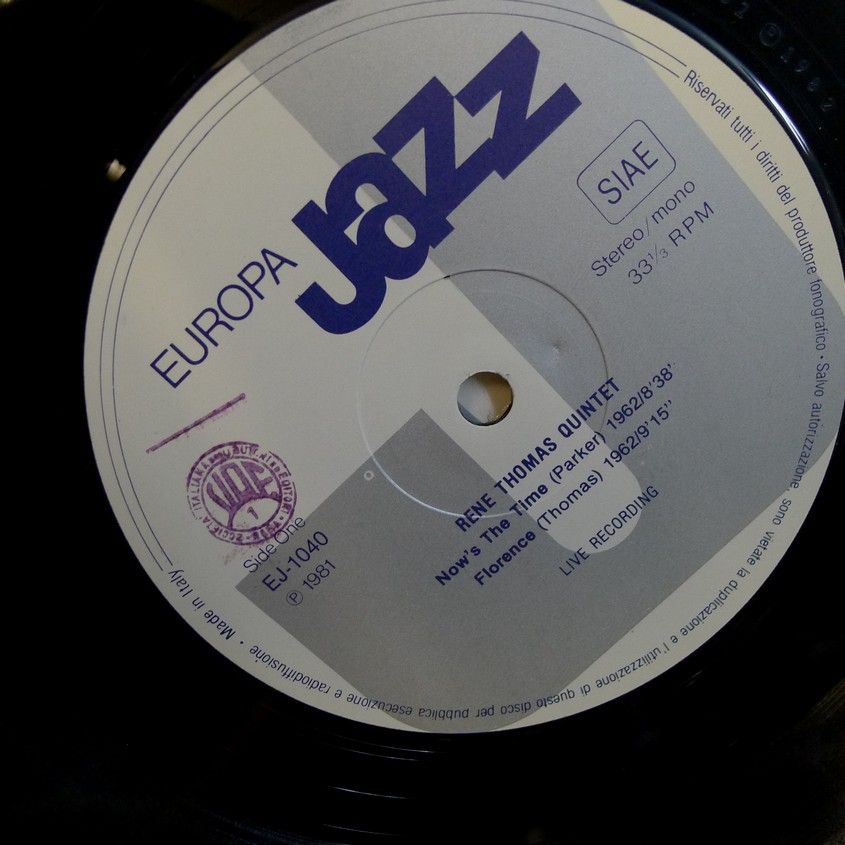 EUROPA
Jazz
SIAE
Stereo/mono
33⅓ RPM
RENE THOMAS QUINTET
Now's The Time (Parker) 1962/8'38'
Florence (Thomas) 1962/9'15"
LIVE RECORDING
Side One
EJ-1040
℗ 1981
Riservati tutti i diritti del produttore fonografico • Salvo autorizzazione, sono vietate la duplicazione e l'utilizzazione di questo disco per pubblica esecuzione e radiodiffusione • Made in Italy
SIAE
1